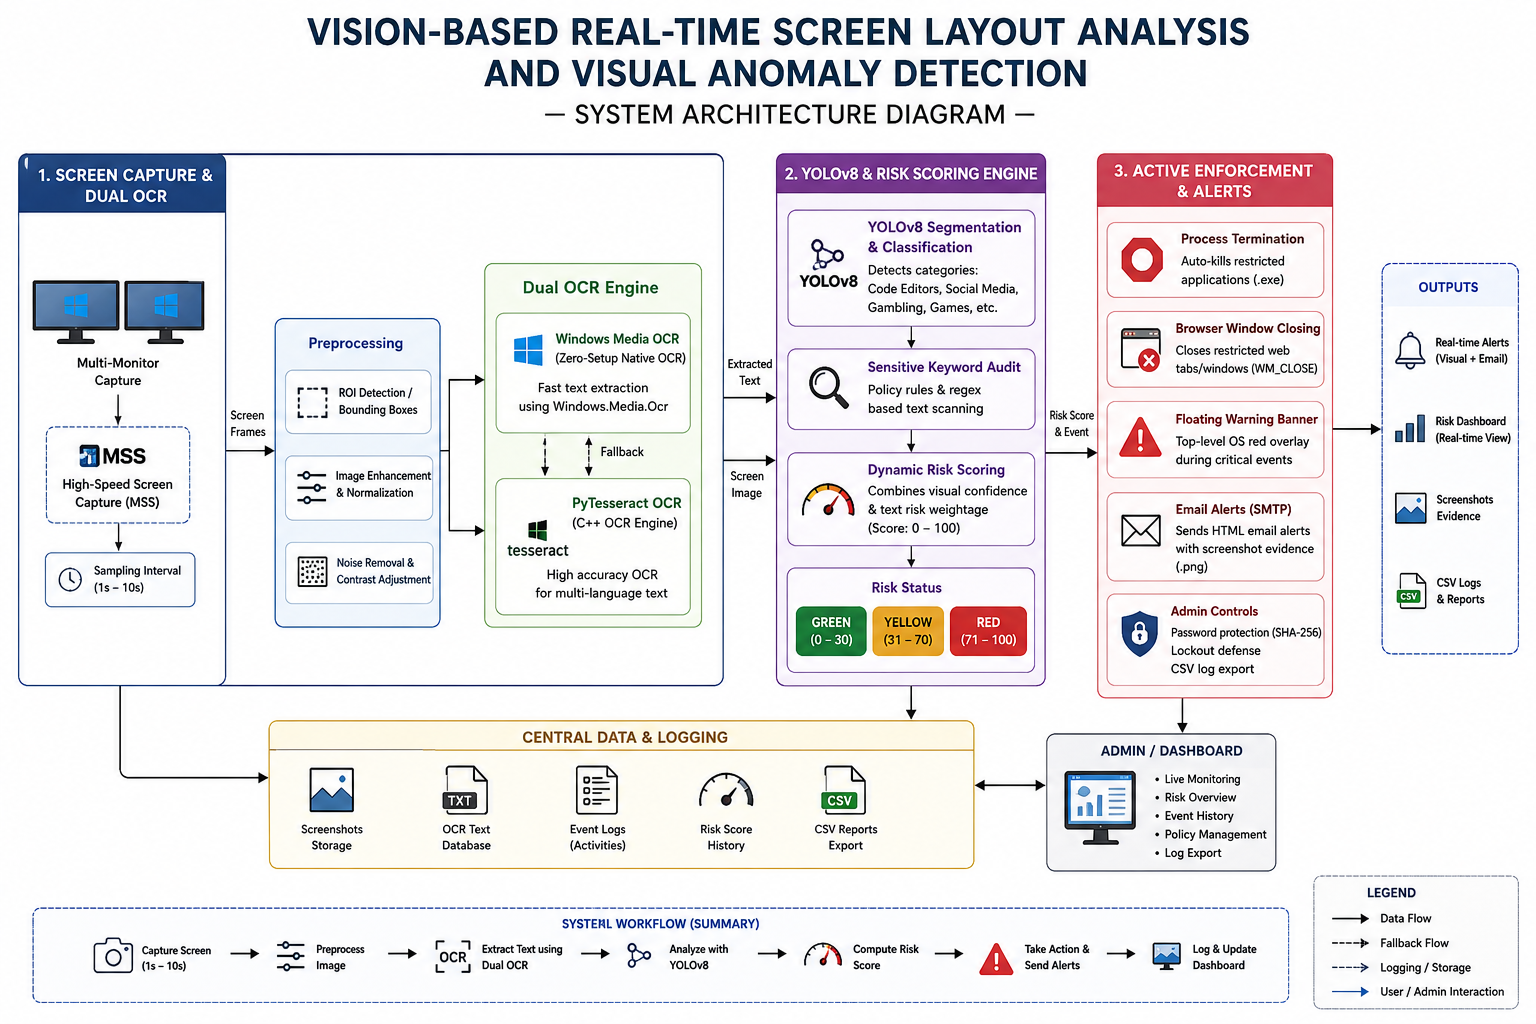 VISION-BASED REAL-TIME SCREEN LAYOUT ANALYSIS
AND VISUAL ANOMALY DETECTION
— SYSTEM ARCHITECTURE DIAGRAM —
1. SCREEN CAPTURE &
DUAL OCR
Multi-Monitor
Capture
MSS
High-Speed Screen
Capture (MSS)
Sampling Interval
(1s – 10s)
Screen
Frames
Preprocessing
ROI Detection /
Bounding Boxes
Image Enhancement
& Normalization
Noise Removal &
Contrast Adjustment
Dual OCR Engine
Windows Media OCR
(Zero-Setup Native OCR)
Fast text extraction
using Windows.Media.Ocr
Fallback
PyTesseract OCR
(C++ OCR Engine)
tesseract
High accuracy OCR
for multi-language text
Extracted
Text
Screen
Image
2. YOLOv8 & RISK SCORING ENGINE
YOLOv8 Segmentation
& Classification
YOLOv8
Detects categories:
Code Editors, Social Media,
Gambling, Games, etc.
Sensitive Keyword Audit
Policy rules & regex
based text scanning
Dynamic Risk Scoring
Combines visual confidence
& text risk weightage
(Score: 0 – 100)
Risk Status
GREEN
(0 – 30)
YELLOW
(31 – 70)
RED
(71 – 100)
Risk Score
& Event
3. ACTIVE ENFORCEMENT
& ALERTS
Process Termination
Auto-kills restricted
applications (.exe)
Browser Window Closing
Closes restricted web
tabs/windows (WM_CLOSE)
Floating Warning Banner
Top-level OS red overlay
during critical events
Email Alerts (SMTP)
Sends HTML email alerts
with screenshot evidence
(.png)
Admin Controls
Password protection (SHA-256)
Lockout defense
CSV log export
OUTPUTS
Real-time Alerts
(Visual + Email)
Risk Dashboard
(Real-time View)
Screenshots
Evidence
CSV
CSV Logs
& Reports
CENTRAL DATA & LOGGING
Screenshots
Storage
TXT
OCR Text
Database
Event Logs
(Activities)
Risk Score
History
CSV
CSV Reports
Export
ADMIN / DASHBOARD
• Live Monitoring
• Risk Overview
• Event History
• Policy Management
• Log Export
SYSTEM WORKFLOW (SUMMARY)
Capture Screen
(1s – 10s)
Preprocess
Image
OCR
Extract Text using
Dual OCR
Analyze with
YOLOv8
Compute Risk
Score
Take Action &
Send Alerts
Log & Update
Dashboard
LEGEND
Data Flow
Fallback Flow
Logging / Storage
User / Admin Interaction